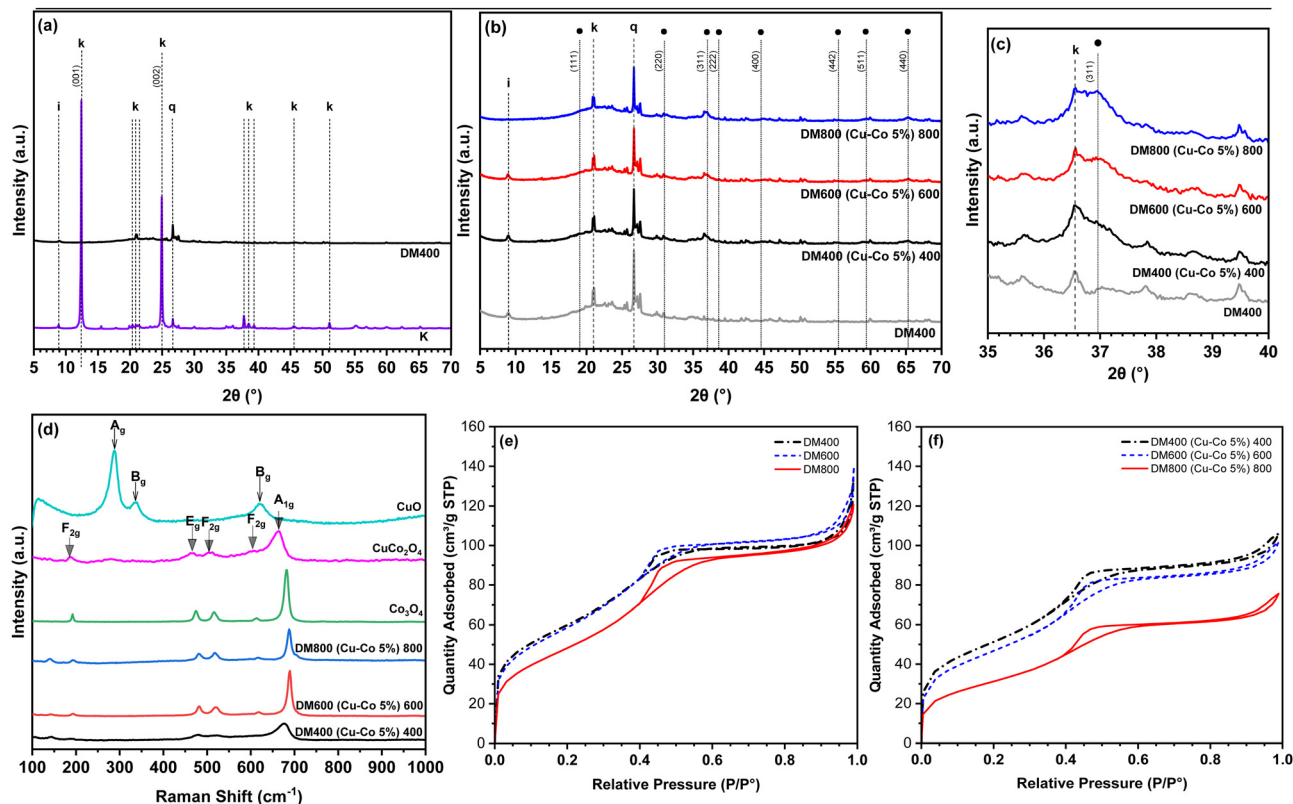 (a)
k
k
(001)
(002)
i
k
q
k
k
k
DM400
K
Intensity (a.u.)
5 10 15 20 25 30 35 40 45 50 55 60 65 70
2θ (°)
(b)
k
q
i
(111)
(220)
(311)
(222)
(400)
(442)
(511)
(440)
DM800 (Cu-Co 5%) 800
DM600 (Cu-Co 5%) 600
DM400 (Cu-Co 5%) 400
DM400
Intensity (a.u.)
5 10 15 20 25 30 35 40 45 50 55 60 65 70
2θ (°)
(c)
k
(311)
DM800 (Cu-Co 5%) 800
DM600 (Cu-Co 5%) 600
DM400 (Cu-Co 5%) 400
DM400
Intensity (a.u.)
35 36 37 38 39 40
2θ (°)
(d)
Ag
Bg
Bg
CuO
F2g
Eg
F2g
F2g
A1g
CuCo2O4
Co3O4
DM800 (Cu-Co 5%) 800
DM600 (Cu-Co 5%) 600
DM400 (Cu-Co 5%) 400
Intensity (a.u.)
100 200 300 400 500 600 700 800 900 1000
Raman Shift (cm⁻¹)
(e)
DM400
DM600
DM800
Quantity Adsorbed (cm³/g STP)
160
140
120
100
80
60
40
20
0
0.0 0.2 0.4 0.6 0.8 1.0
Relative Pressure (P/P°)
(f)
DM400 (Cu-Co 5%) 400
DM600 (Cu-Co 5%) 600
DM800 (Cu-Co 5%) 800
Quantity Adsorbed (cm³/g STP)
160
140
120
100
80
60
40
20
0
0.0 0.2 0.4 0.6 0.8 1.0
Relative Pressure (P/P°)